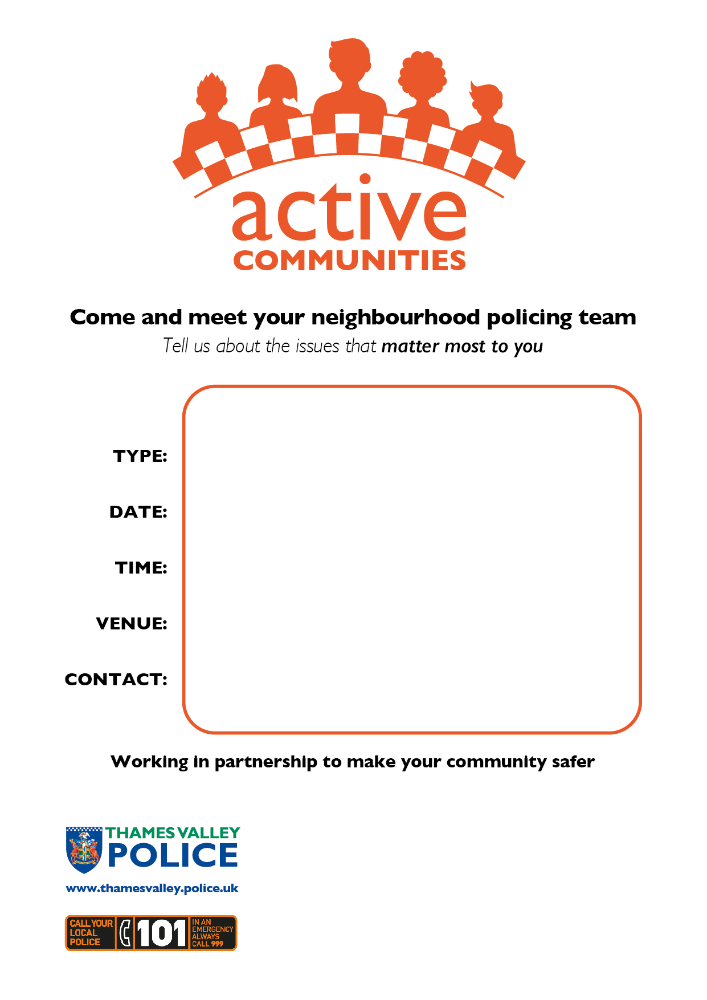 active
COMMUNITIES
Come and meet your neighbourhood policing team
Tell us about the issues that matter most to you
TYPE:
DATE:
TIME:
VENUE:
CONTACT:
Working in partnership to make your community safer
THAMES VALLEY
POLICE
www.thamesvalley.police.uk
CALL YOUR
LOCAL
POLICE
101
IN AN
EMERGENCY
ALWAYS
CALL 999